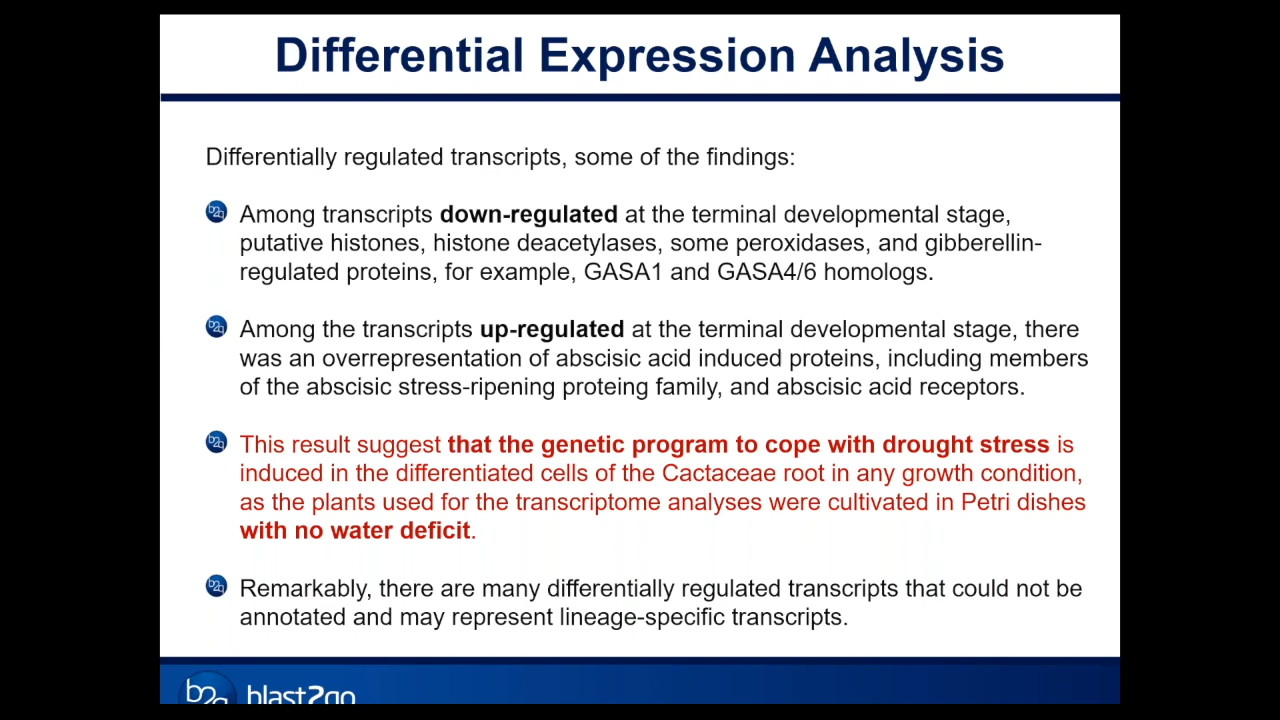 Differential Expression Analysis
Differentially regulated transcripts, some of the findings:
b2g Among transcripts down-regulated at the terminal developmental stage,
putative histones, histone deacetylases, some peroxidases, and gibberellin-
regulated proteins, for example, GASA1 and GASA4/6 homologs.
b2g Among the transcripts up-regulated at the terminal developmental stage, there
was an overrepresentation of abscisic acid induced proteins, including members
of the abscisic stress-ripening proteing family, and abscisic acid receptors.
b2g This result suggest that the genetic program to cope with drought stress is
induced in the differentiated cells of the Cactaceae root in any growth condition,
as the plants used for the transcriptome analyses were cultivated in Petri dishes
with no water deficit.
b2g Remarkably, there are many differentially regulated transcripts that could not be
annotated and may represent lineage-specific transcripts.
b2g blast2go